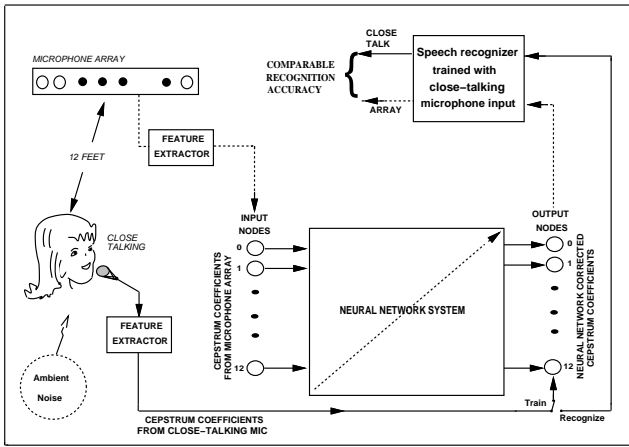 MICROPHONE ARRAY
12 FEET
CLOSE
TALKING
FEATURE
EXTRACTOR
FEATURE
EXTRACTOR
Ambient
Noise
COMPARABLE
RECOGNITION
ACCURACY
CLOSE
TALK
ARRAY
Speech recognizer
trained with
close-talking
microphone input
INPUT
NODES
0
1
12
CEPSTRUM COEFFICIENTS
FROM MICROPHONE ARRAY
NEURAL NETWORK SYSTEM
OUTPUT
NODES
0
1
12
NEURAL NETWORK CORRECTED
CEPSTRUM COEFFICIENTS
Train
Recognize
CEPSTRUM COEFFICIENTS
FROM CLOSE-TALKING MIC